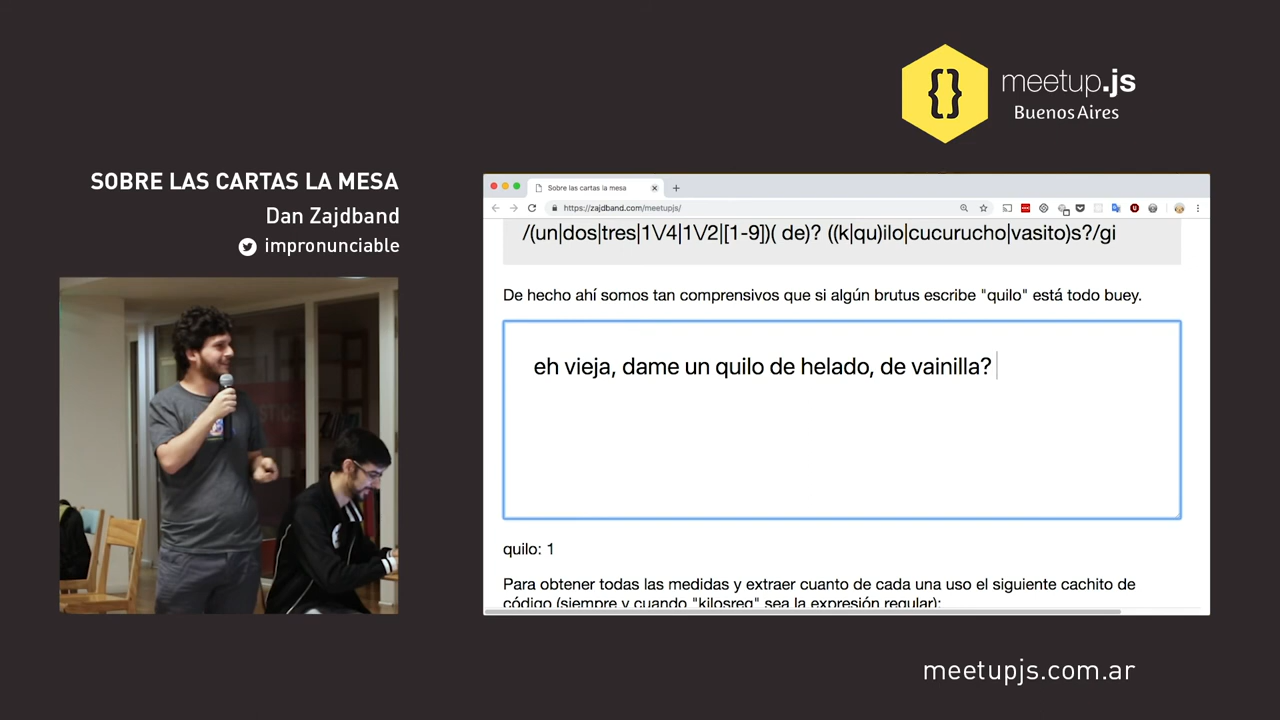 {}
meetup.js
Buenos Aires
SOBRE LAS CARTAS LA MESA
Dan Zajdband
impronunciable
Sobre las cartas la mesa
https://zajdband.com/meetupjs/
/(un|dos|tres|1\/4|1\/2|[1-9])( de)? ((k|qu)ilo|cucurucho|vasito)s?/gi
De hecho ahí somos tan comprensivos que si algún brutus escribe "quilo" está todo buey.
eh vieja, dame un quilo de helado, de vainilla?
quilo: 1
Para obtener todas las medidas y extraer cuanto de cada una uso el siguiente cachito de
código (siempre y cuando "kilosreg" sea la expresión regular):
meetupjs.com.ar